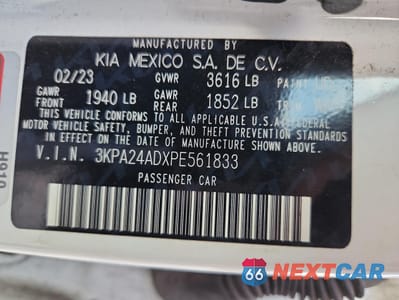 MANUFACTURED BY
KIA MEXICO S.A. DE C.V.
02/23 GVWR 3616 LB PAINT
GAWR GAWR
FRONT 1940 LB REAR 1852 LB
THIS VEHICLE CONFORMS TO ALL APPLICABLE U.S. FEDERAL
MOTOR VEHICLE SAFETY, BUMPER, AND THEFT PREVENTION STANDARDS
IN EFFECT ON THE DATE OF MANUFACTURE SHOWN ABOVE.
V.I.N. 3KPA24ADXPE561833
PASSENGER CAR
H910
66 NEXTCAR